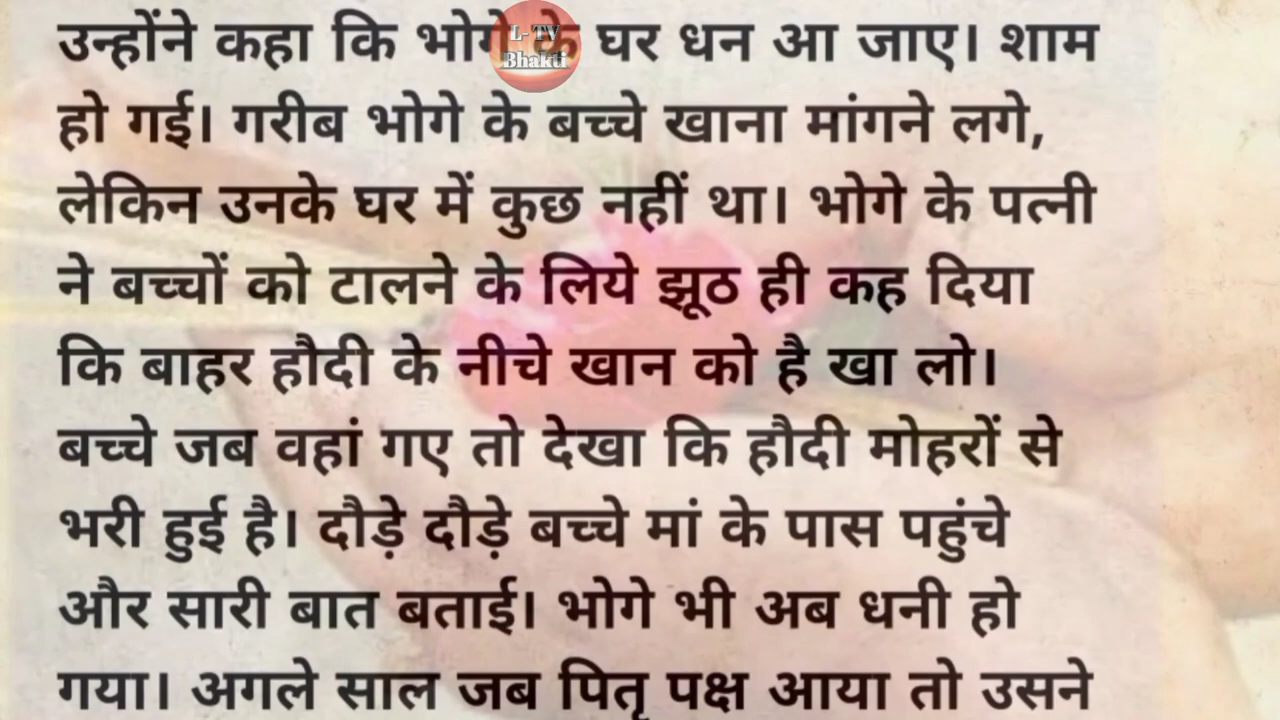 उन्होंने कहा कि भोगे के घर धन आ जाए। शाम
L-TV
Bhakti
हो गई। गरीब भोगे के बच्चे खाना मांगने लगे,
लेकिन उनके घर में कुछ नहीं था। भोगे के पत्नी
ने बच्चों को टालने के लिये झूठ ही कह दिया
कि बाहर हौदी के नीचे खान को है खा लो।
बच्चे जब वहां गए तो देखा कि हौदी मोहरों से
भरी हुई है। दौड़े दौड़े बच्चे मां के पास पहुंचे
और सारी बात बताई। भोगे भी अब धनी हो
गया। अगले साल जब पितृ पक्ष आया तो उसने